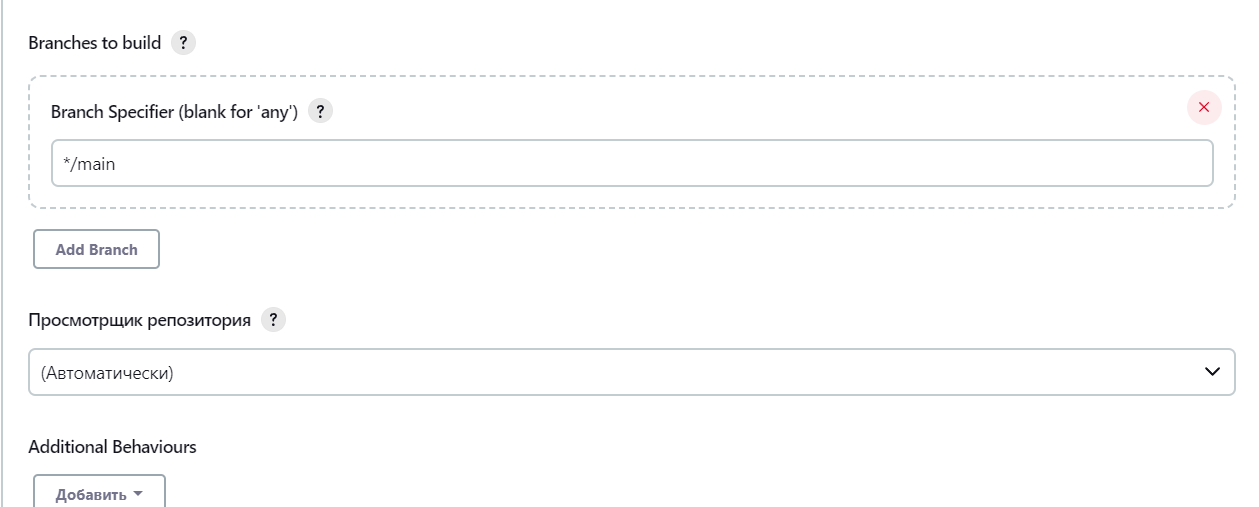 Branches to build ?
Branch Specifier (blank for 'any') ?
*/main
Add Branch
Просмотрщик репозитория ?
(Автоматически)
Additional Behaviours
Добавить